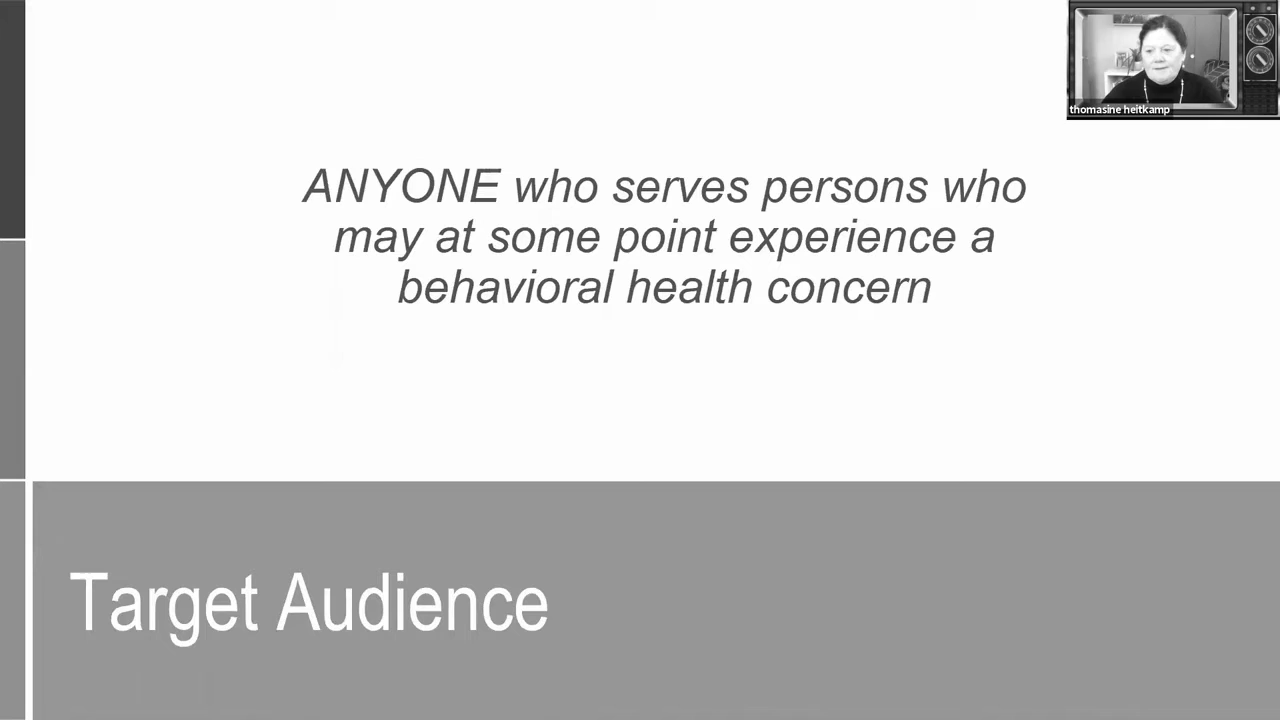 thomasine heitkamp
ANYONE who serves persons who
may at some point experience a
behavioral health concern
Target Audience